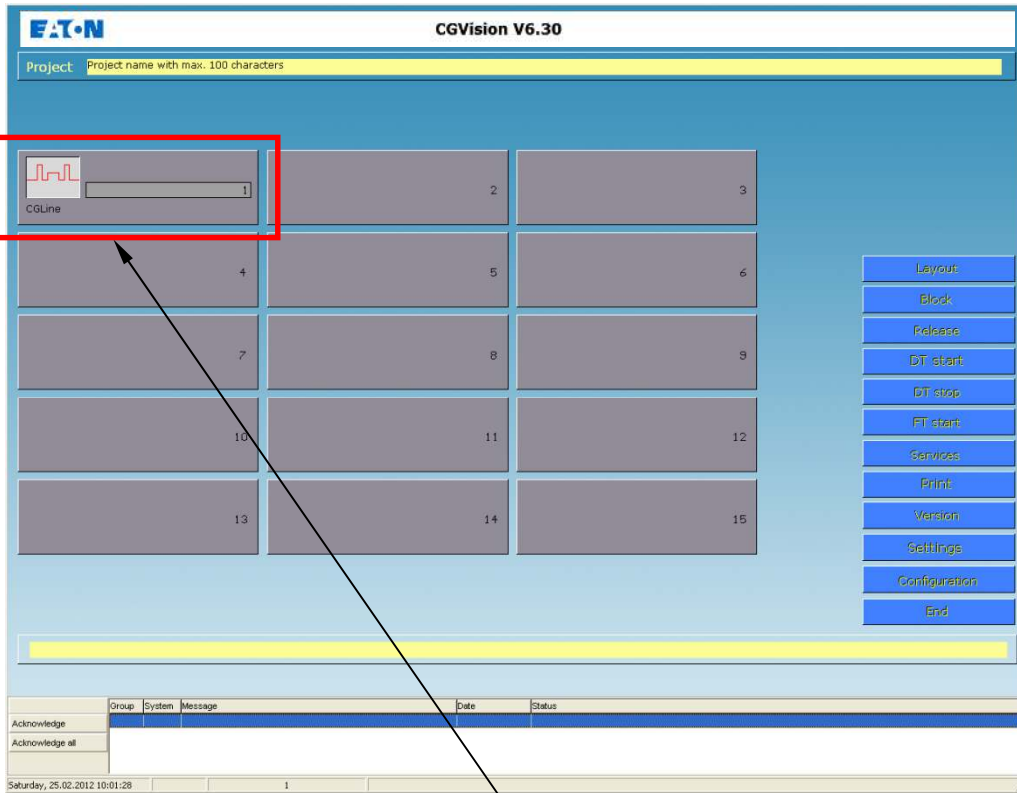 EATON
CGVision V6.30
Project Project name with max. 100 characters
1
CGLine
2
3
4
5
6
7
8
9
10
11
12
13
14
15
Layout
Block
Release
DT start
DT stop
FT start
Services
Print
Version
Settings
Configuration
End
Group System Message Date Status
Acknowledge
Acknowledge all
Saturday, 25.02.2012 10:01:28 1